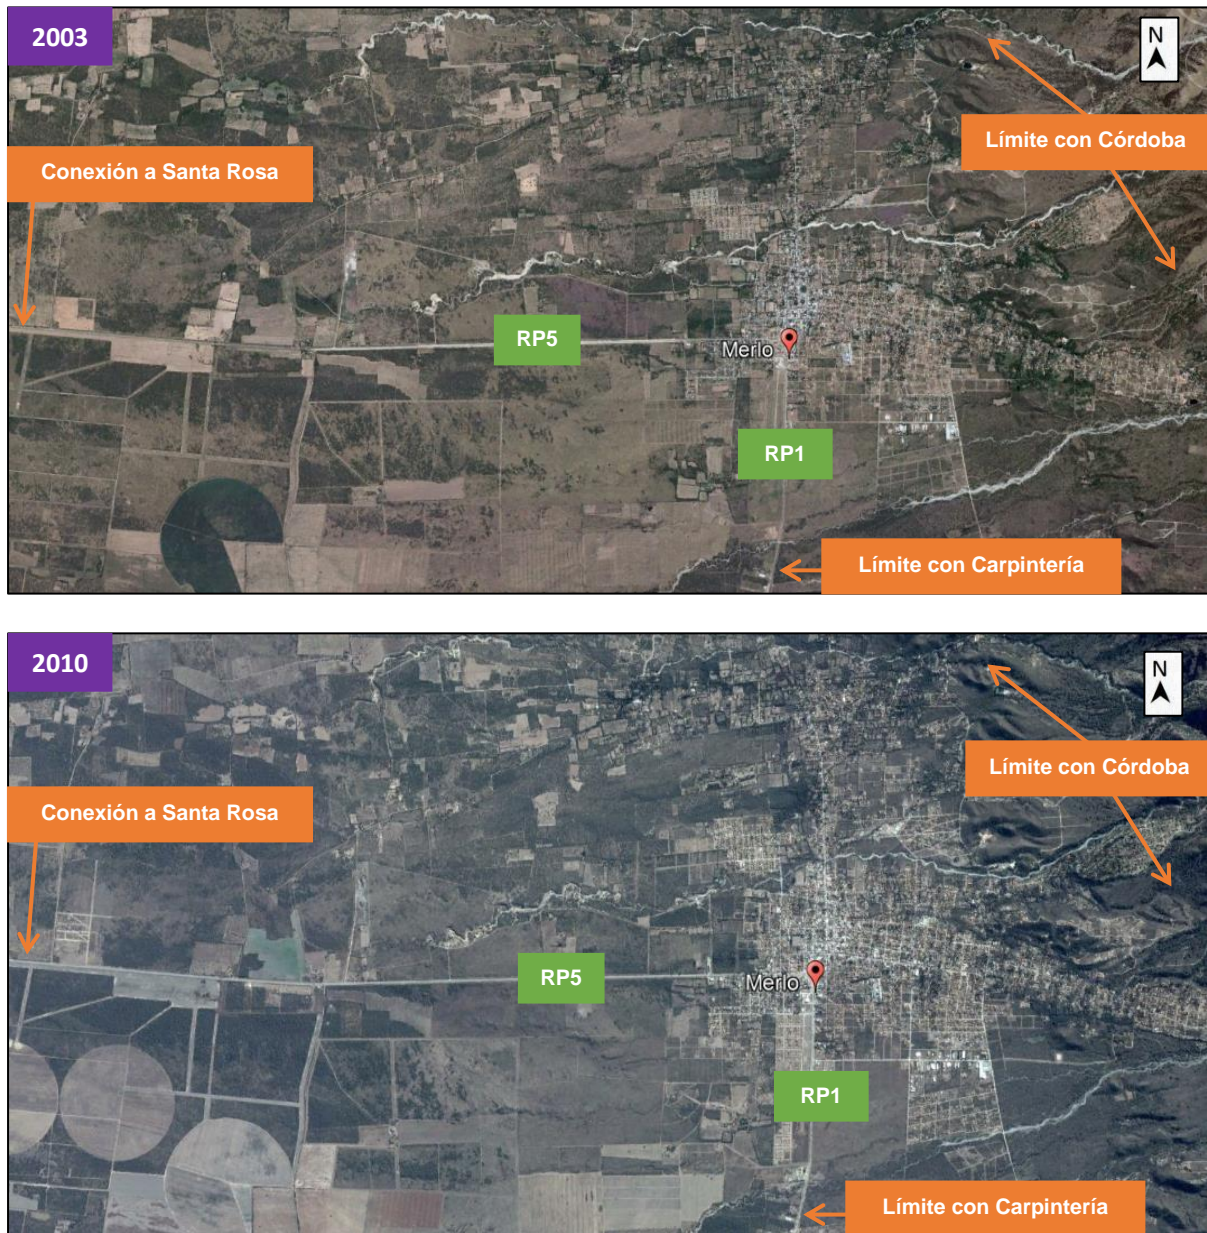 2003
N
Límite con Córdoba
Conexión a Santa Rosa
RP5
Merlo
RP1
Límite con Carpintería
2010
N
Límite con Córdoba
Conexión a Santa Rosa
RP5
Merlo
RP1
Límite con Carpintería